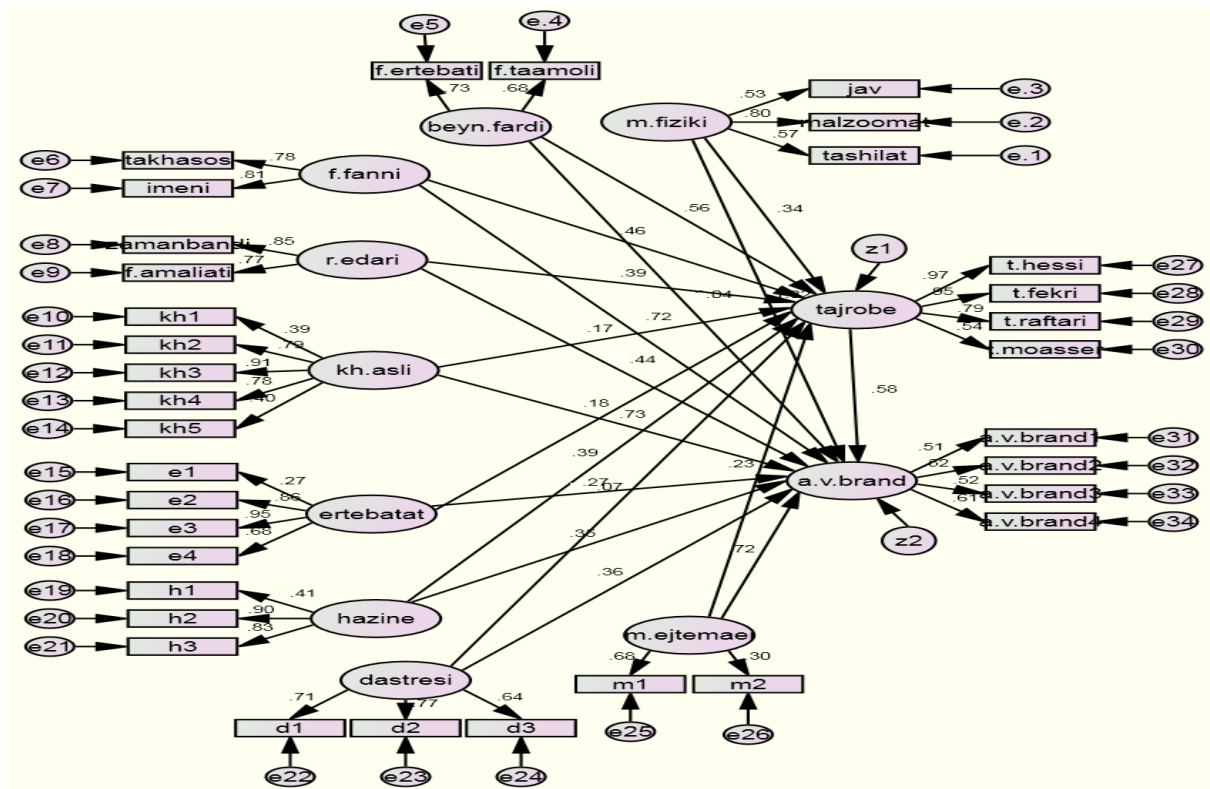 e5
e.4
f.ertebati
f.taamoli
.73
.68
beyn.fardi
m.fiziki
.53
.80
.57
jav
malzoomat
tashilat
e.3
e.2
e.1
e6
e7
takhasos
imeni
.78
.81
f.fanni
e8
e9
zamanbandi
f.amaliati
.85
.77
r.edari
.56
.34
.46
.39
.04
.72
.17
.44
.58
z1
tajrobe
.97
.95
.79
.54
t.hessi
t.fekri
t.raftari
t.moasser
e27
e28
e29
e30
e10
e11
e12
e13
e14
kh1
kh2
kh3
kh4
kh5
.39
.79
.91
.78
.40
kh.asli
.18
.73
.39
.23
.27
.07
.35
.36
.72
a.v.brand
z2
.51
.52
.61
a.v.brand1
a.v.brand2
a.v.brand3
a.v.brand4
e31
e32
e33
e34
e15
e16
e17
e18
e1
e2
e3
e4
.27
.86
.95
.68
ertebatat
e19
e20
e21
h1
h2
h3
.41
.90
.83
hazine
dastresi
.71
.77
.64
d1
d2
d3
e22
e23
e24
m.ejtemaei
.68
.30
m1
m2
e25
e26